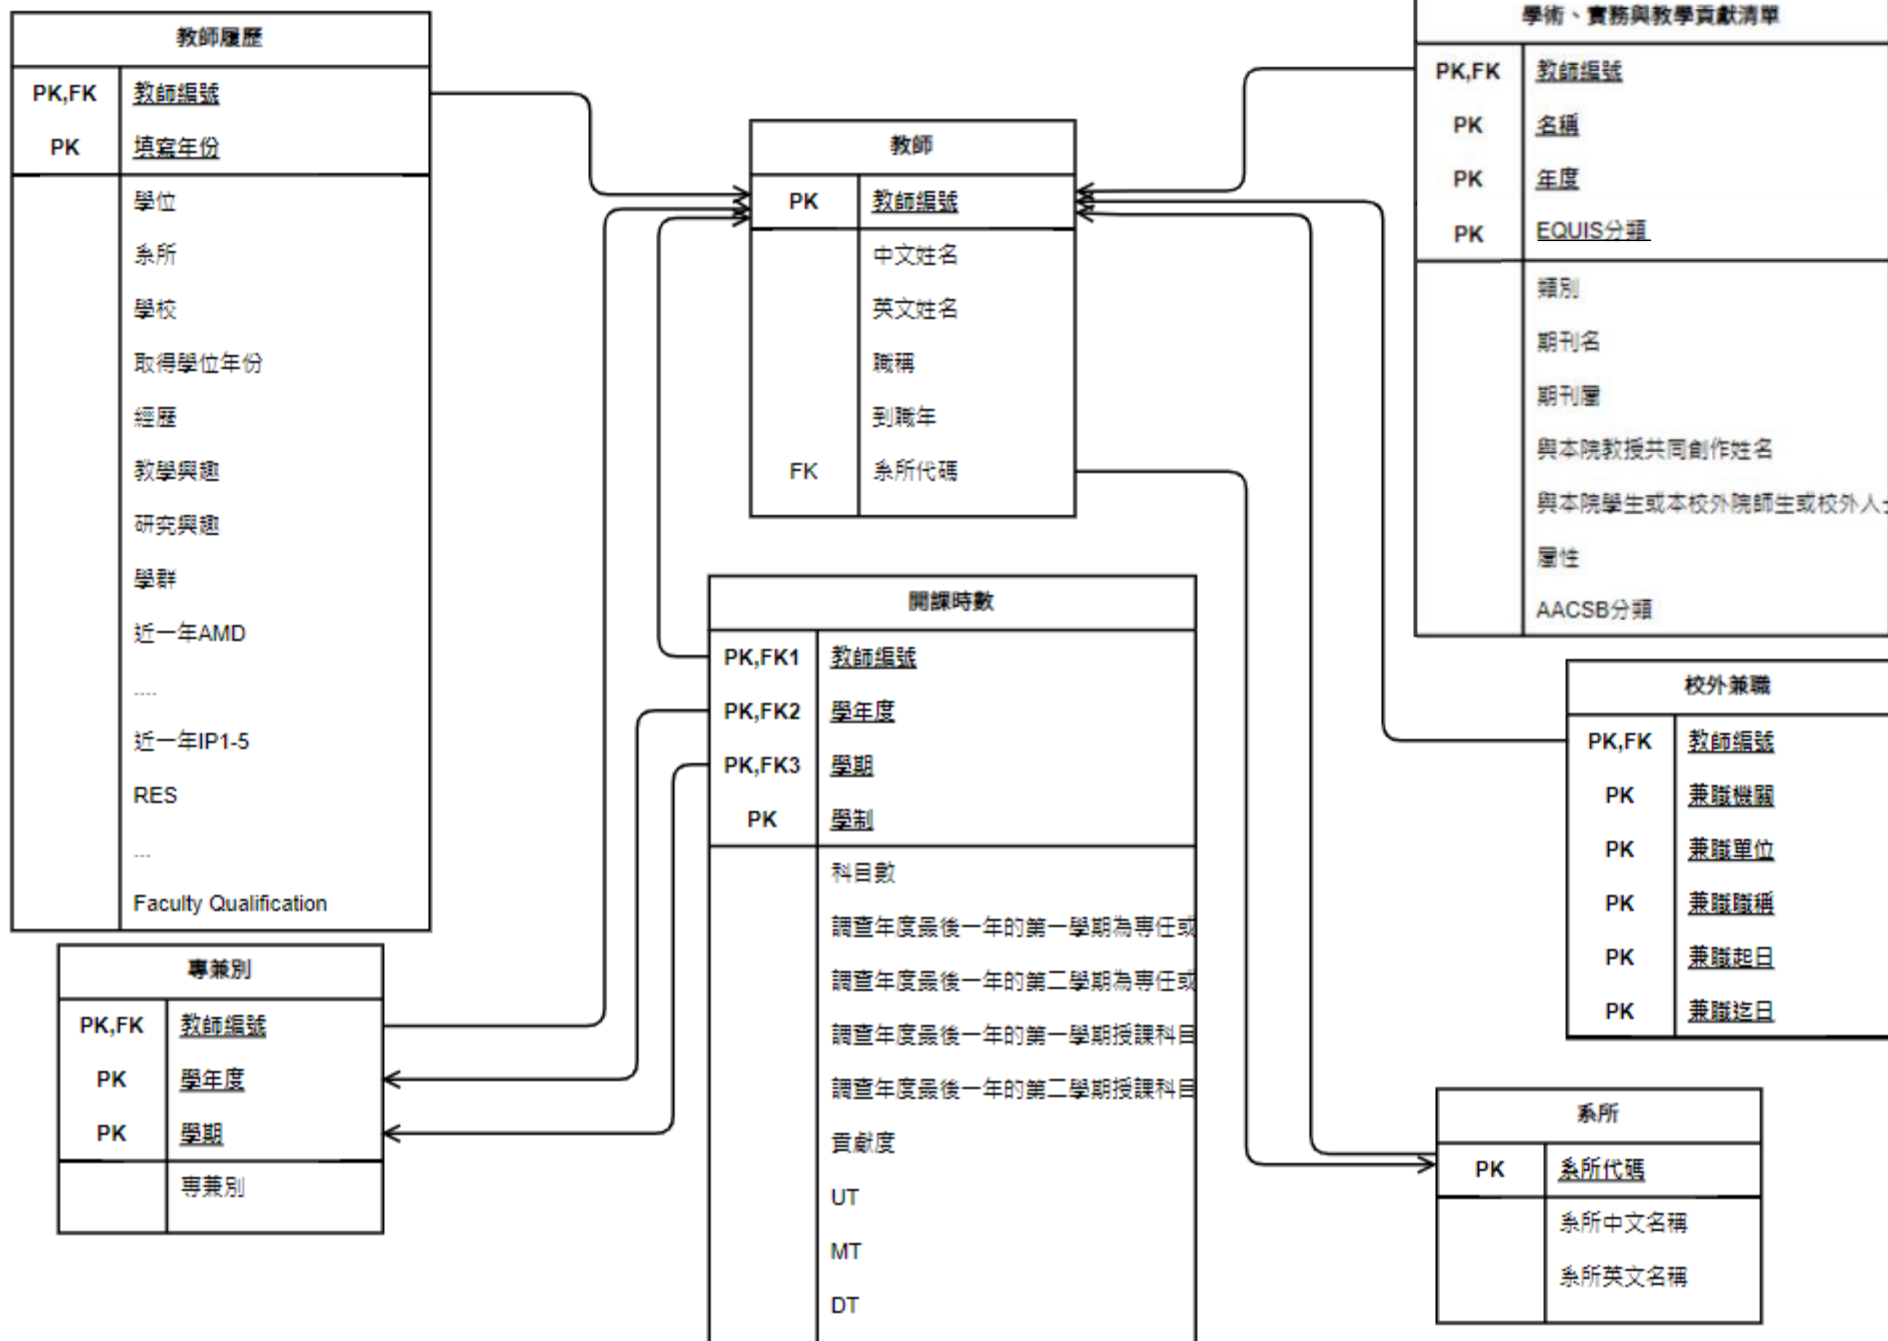 教師履歷
PK,FK 教師編號
PK 填寫年份
學位
系所
學校
取得學位年份
經歷
教學興趣
研究興趣
學群
近一年AMD
....
近一年IP1-5
RES
...
Faculty Qualification
專兼別
PK,FK 教師編號
PK 學年度
PK 學期
專兼別
教師
PK 教師編號
中文姓名
英文姓名
職稱
到職年
FK 系所代碼
開課時數
PK,FK1 教師編號
PK,FK2 學年度
PK,FK3 學期
PK 學制
科目數
調查年度最後一年的第一學期為專任或
調查年度最後一年的第二學期為專任或
調查年度最後一年的第一學期授課科目
調查年度最後一年的第二學期授課科目
貢獻度
UT
MT
DT
學術、實務與教學貢獻清單
PK,FK 教師編號
PK 名稱
PK 年度
PK EQUIS分類
類別
期刊名
期刊屬
與本院教授共同創作姓名
與本院學生或本校外院師生或校外人士
屬性
AACSB分類
校外兼職
PK,FK 教師編號
PK 兼職機關
PK 兼職單位
PK 兼職職稱
PK 兼職起日
PK 兼職迄日
系所
PK 系所代碼
系所中文名稱
系所英文名稱